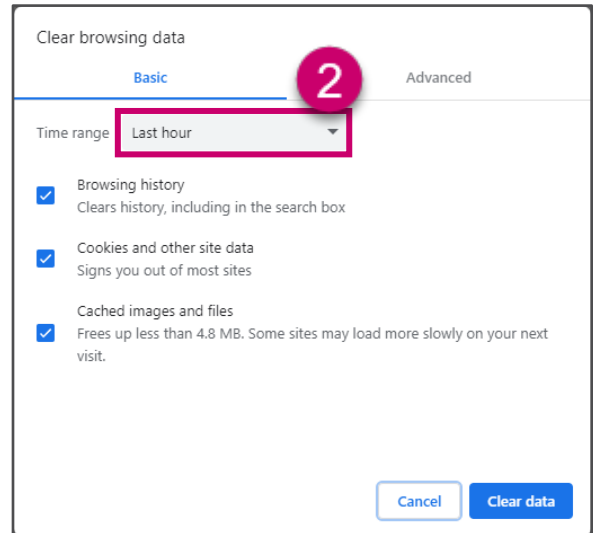 Clear browsing data
Basic
2
Advanced
Time range
Last hour
Browsing history
Clears history, including in the search box
Cookies and other site data
Signs you out of most sites
Cached images and files
Frees up less than 4.8 MB. Some sites may load more slowly on your next
visit.
Cancel
Clear data